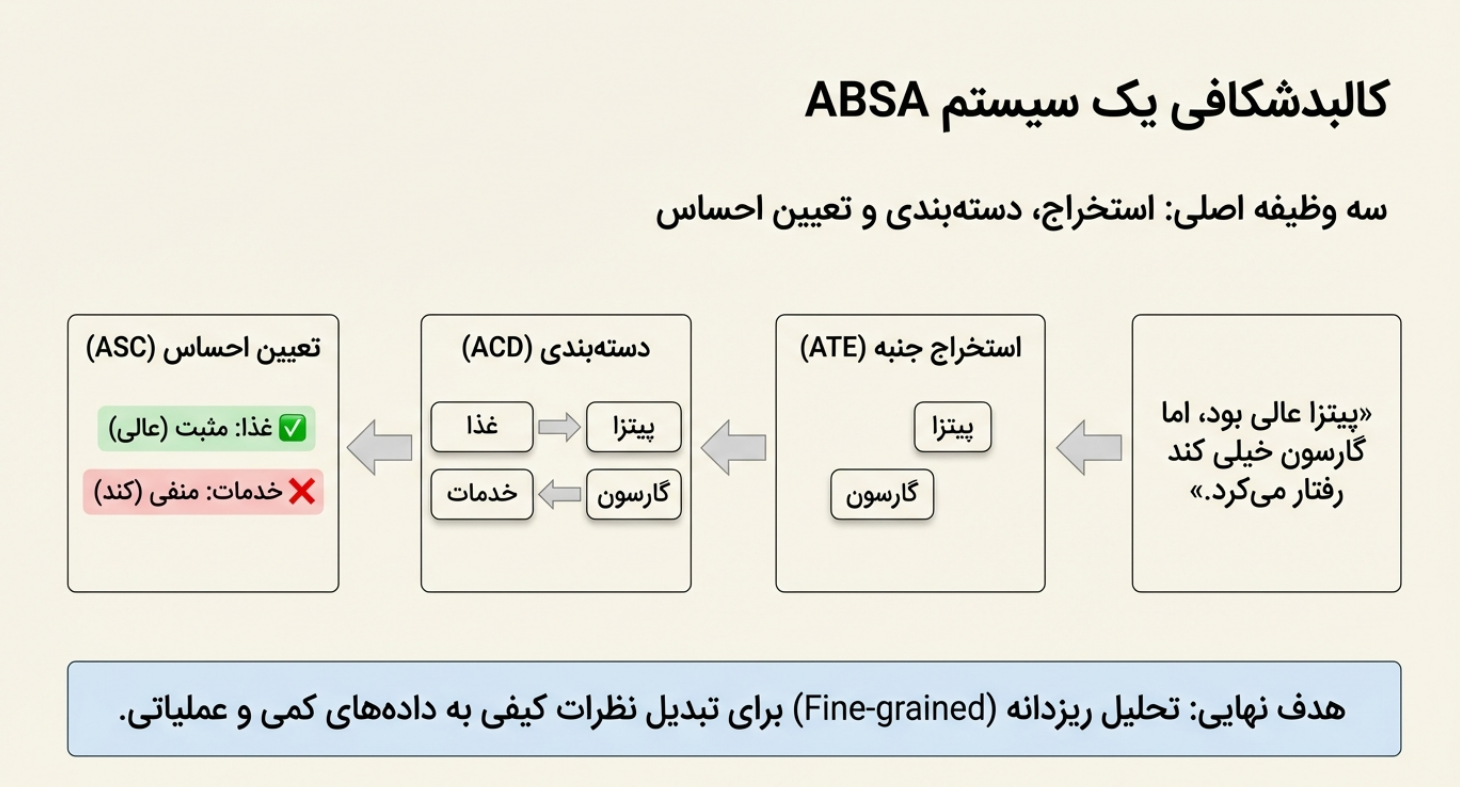 کالبدشکافی یک سیستم ABSA
سه وظیفه اصلی: استخراج، دسته‌بندی و تعیین احساس
«پیتزا عالی بود، اما
گارسون خیلی کند
رفتار می‌کرد.»
استخراج جنبه (ATE)
پیتزا
گارسون
دسته‌بندی (ACD)
پیتزا
غذا
گارسون
خدمات
تعیین احساس (ASC)
✅ غذا: مثبت (عالی)
❌ خدمات: منفی (کند)
هدف نهایی: تحلیل ریزدانه (Fine-grained) برای تبدیل نظرات کیفی به داده‌های کمی و عملیاتی.